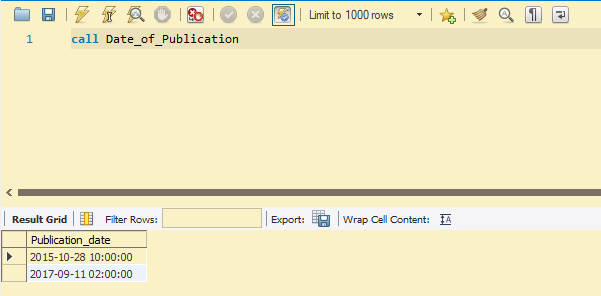 Limit to 1000 rows
1 call Date_of_Publication
Result Grid Filter Rows: Export: Wrap Cell Content:
Publication_date
2015-10-28 10:00:00
2017-09-11 02:00:00